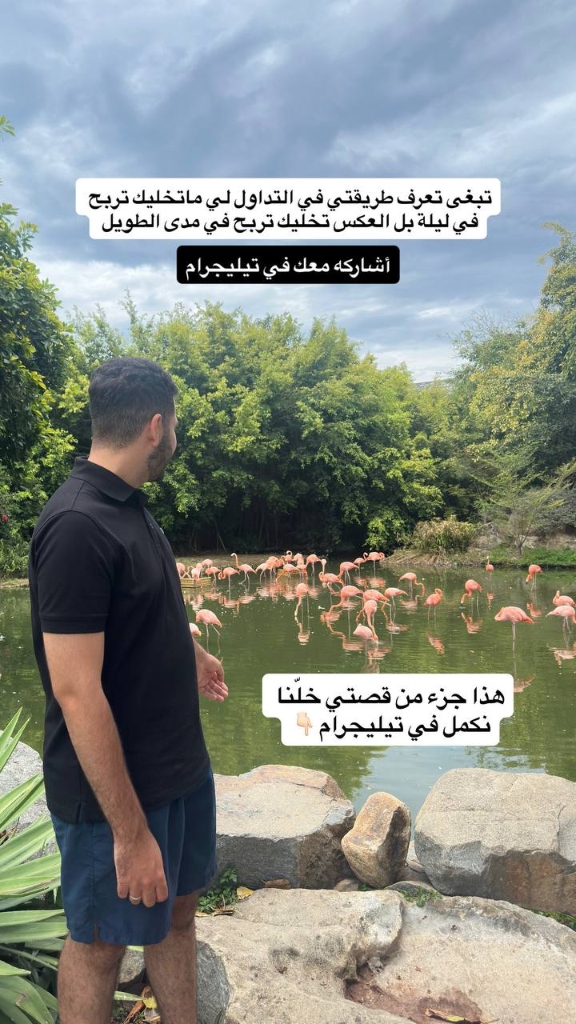 تبغى تعرف طريقتي في التداول لي ماتخليك تربح
في ليلة بل العكس تخليك تربح في مدى الطويل
أشاركه معك في تيليجرام
هذا جزء من قصتي خلّنا
نكمل في تيليجرام👇🏻